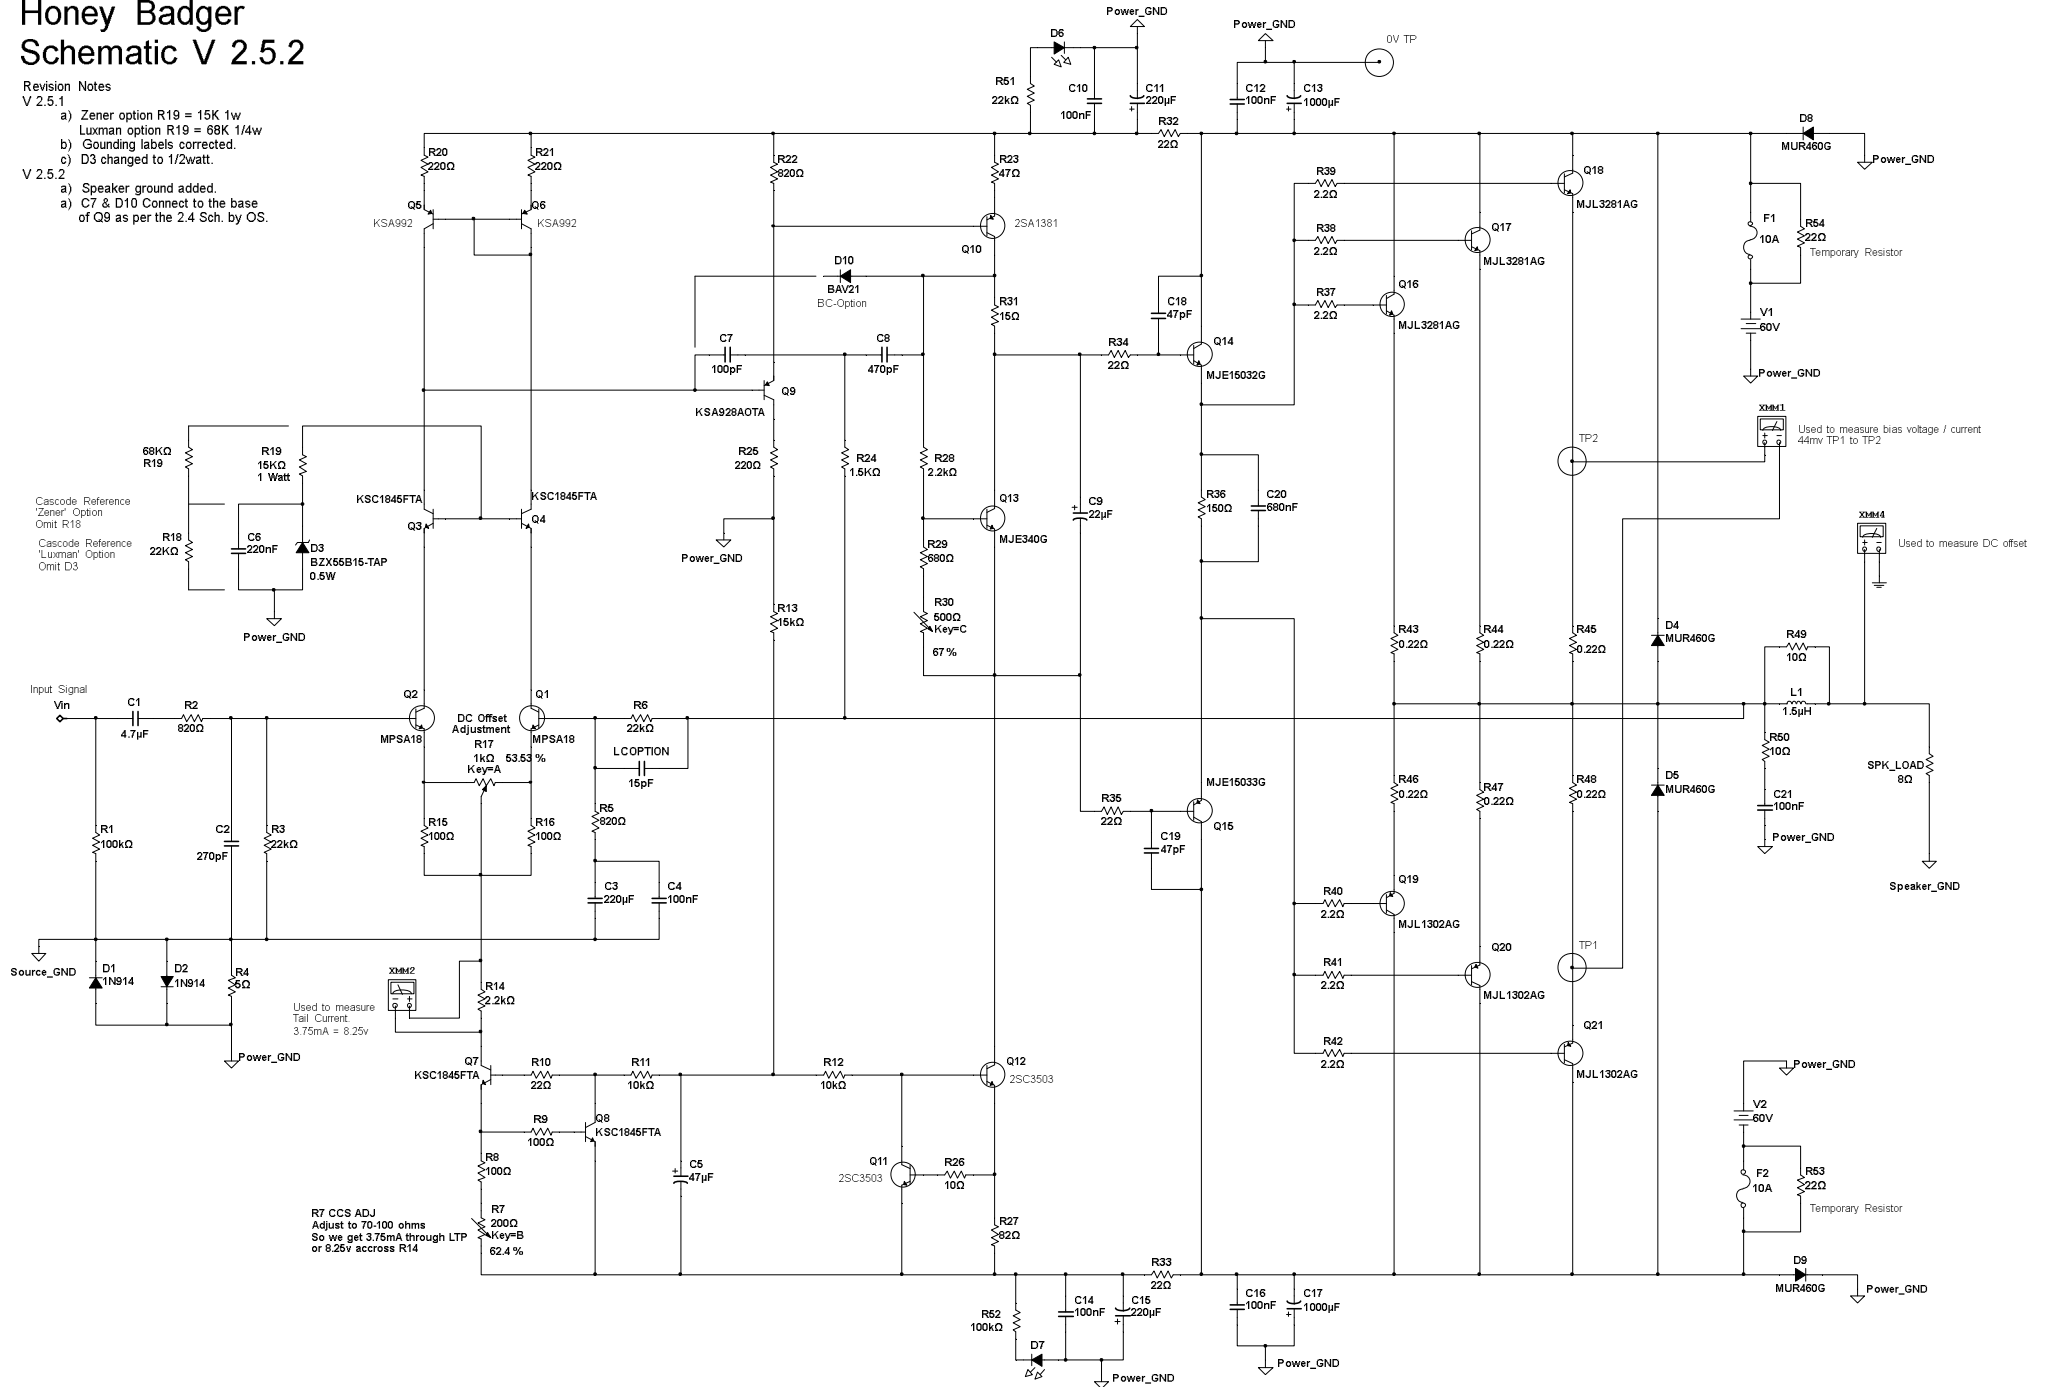 Honey Badger
Schematic V 2.5.2
Revision Notes
V 2.5.1
a) Zener option R19 = 15K 1w
Luxman option R19 = 68K 1/4w
b) Gounding labels corrected.
c) D3 changed to 1/2watt.
V 2.5.2
a) Speaker ground added.
a) C7 & D10 Connect to the base
of Q9 as per the 2.4 Sch. by OS.
Power_GND
D6
R51
22kΩ
C10
100nF
C11
220µF
+
R32
22Ω
Power_GND
0V TP
C12
100nF
C13
1000µF
+
D8
MUR460G
Power_GND
R20
220Ω
R21
220Ω
R22
820Ω
R23
47Ω
Q5
KSA992
Q6
KSA992
2SA1381
Q10
D10
BAV21
BC-Option
R31
15Ω
C7
100pF
C8
470pF
Q9
KSA928AOTA
R34
22Ω
C18
47pF
Q14
MJE15032G
R39
2.2Ω
R38
2.2Ω
R37
2.2Ω
Q18
MJL3281AG
Q17
MJL3281AG
Q16
MJL3281AG
F1
10A
R54
22Ω
Temporary Resistor
V1
60V
Power_GND
XMM1
Used to measure bias voltage / current
44mv TP1 to TP2
TP2
68KΩ
R19
R19
15KΩ
1 Watt
Cascode Reference
'Zener' Option
Omit R18
Cascode Reference
'Luxman' Option
Omit D3
R18
22KΩ
C6
220nF
D3
BZX55B15-TAP
0.5W
Power_GND
KSC1845FTA
Q3
KSC1845FTA
Q4
R25
220Ω
R24
1.5KΩ
R28
2.2kΩ
Power_GND
Q13
MJE340G
R29
680Ω
R30
500Ω
Key=C
67 %
C9
22µF
+
R36
150Ω
C20
680nF
R13
15kΩ
XMM4
Used to measure DC offset
R43
0.22Ω
R44
0.22Ω
R45
0.22Ω
D4
MUR460G
R49
10Ω
L1
1.5µH
Input Signal
Vin
C1
4.7µF
R2
820Ω
Q2
MPSA18
DC Offset
Adjustment
R17
1kΩ
Key=A
53.53 %
Q1
MPSA18
R6
22kΩ
LCOPTION
15pF
R5
820Ω
R1
100kΩ
C2
270pF
R3
22kΩ
R15
100Ω
R16
100Ω
C3
220µF
C4
100nF
MJE15033G
R35
22Ω
C19
47pF
Q15
R46
0.22Ω
R47
0.22Ω
R48
0.22Ω
D5
MUR460G
R50
10Ω
C21
100nF
Power_GND
SPK_LOAD
8Ω
Speaker_GND
R40
2.2Ω
Q19
MJL1302AG
R41
2.2Ω
Q20
MJL1302AG
TP1
R42
2.2Ω
Q21
MJL1302AG
Source_GND
D1
1N914
D2
1N914
R4
5Ω
Power_GND
XMM2
Used to measure
Tail Current.
3.75mA = 8.25v
R14
2.2kΩ
Q7
KSC1845FTA
R10
22Ω
R11
10kΩ
R12
10kΩ
Q12
2SC3503
R9
100Ω
Q8
KSC1845FTA
R8
100Ω
C5
47µF
+
Q11
2SC3503
R26
10Ω
R7 CCS ADJ
Adjust to 70-100 ohms
So we get 3.75mA through LTP
or 8.25v accross R14
R7
200Ω
Key=B
62.4 %
R27
82Ω
Power_GND
V2
60V
F2
10A
R53
22Ω
Temporary Resistor
R33
22Ω
D9
MUR460G
Power_GND
R52
100kΩ
C14
100nF
C15
220µF
+
D7
Power_GND
C16
100nF
C17
1000µF
+
Power_GND